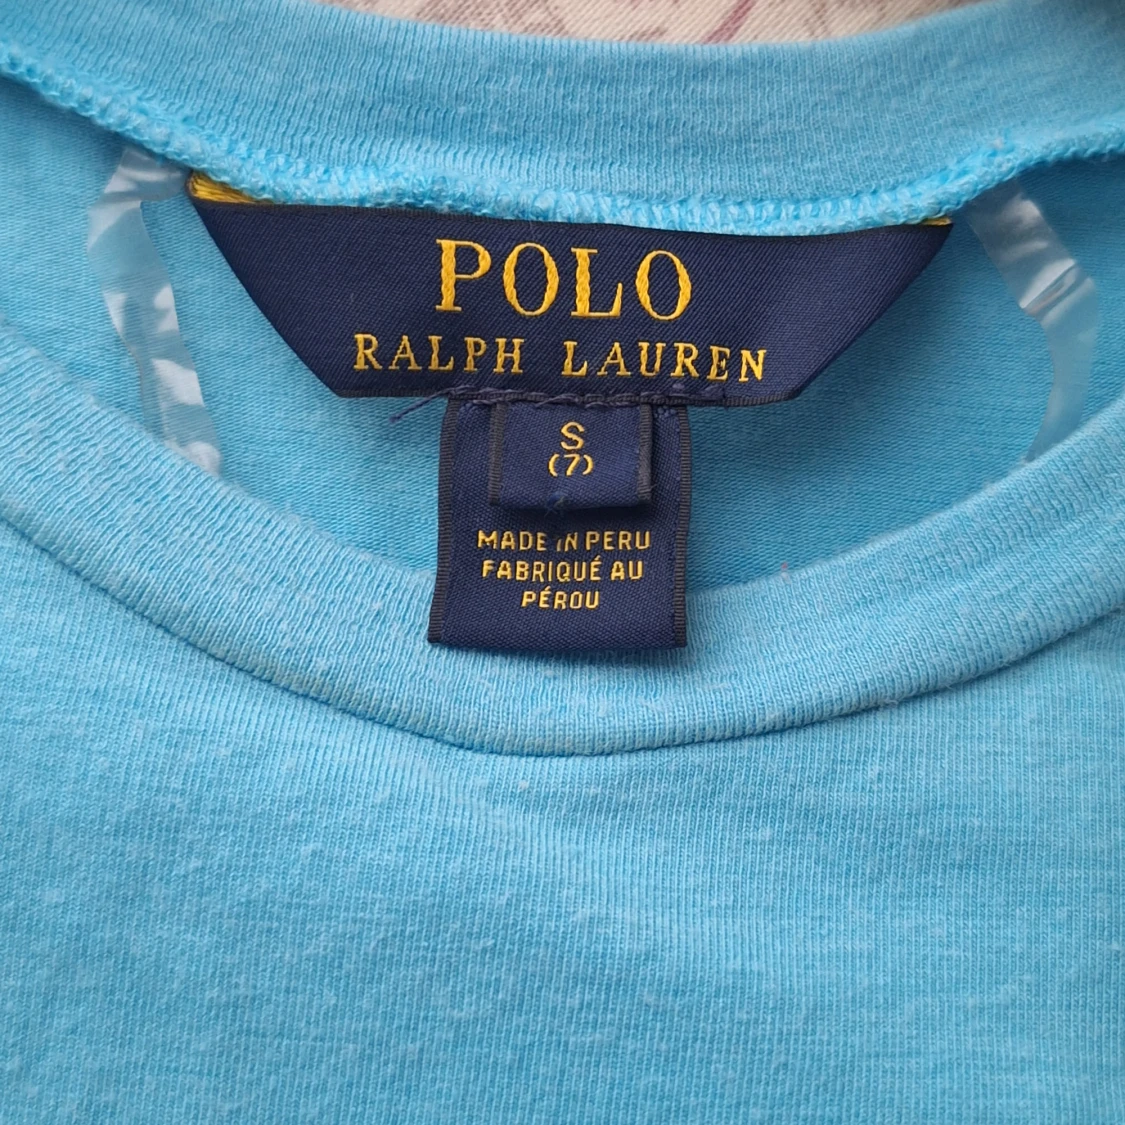 POLO
RALPH LAUREN
S
(7)
MADE IN PERU
FABRIQUÉ AU
PÉROU